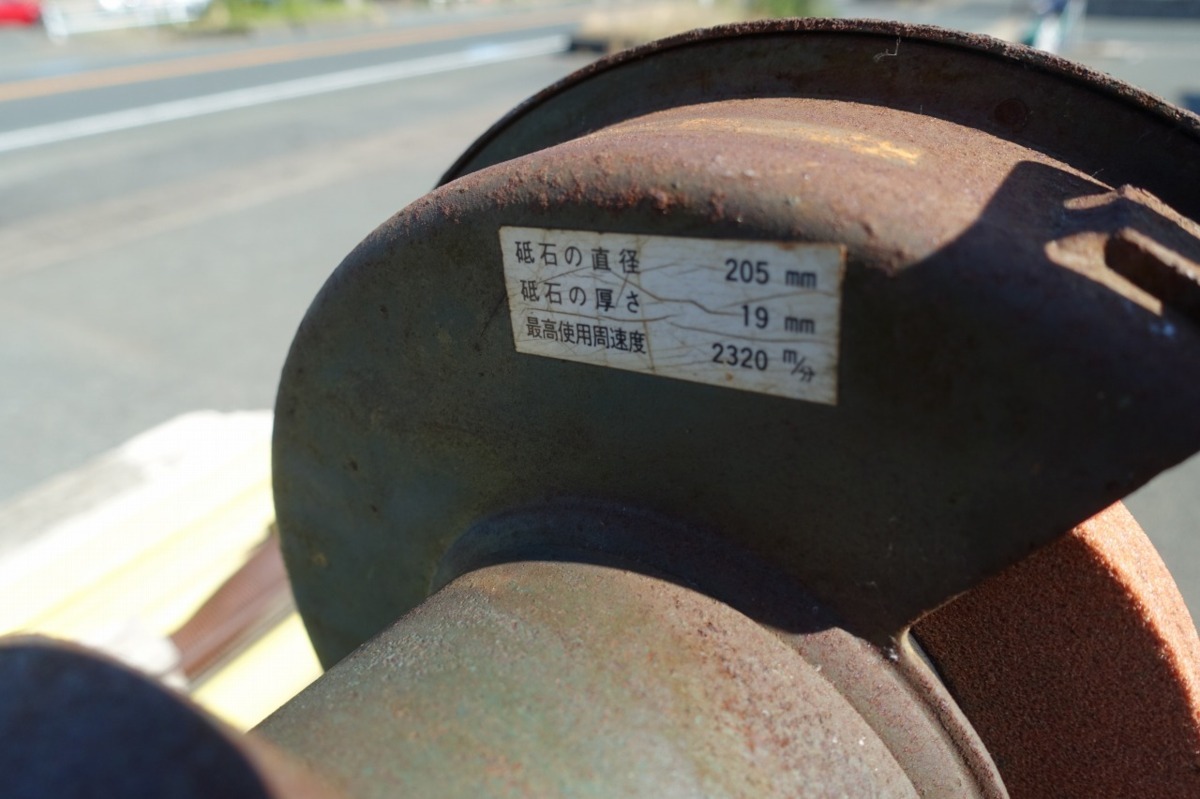 砥石の直径 205 mm
砥石の厚さ 19 mm
最高使用周速度 2320 m/分